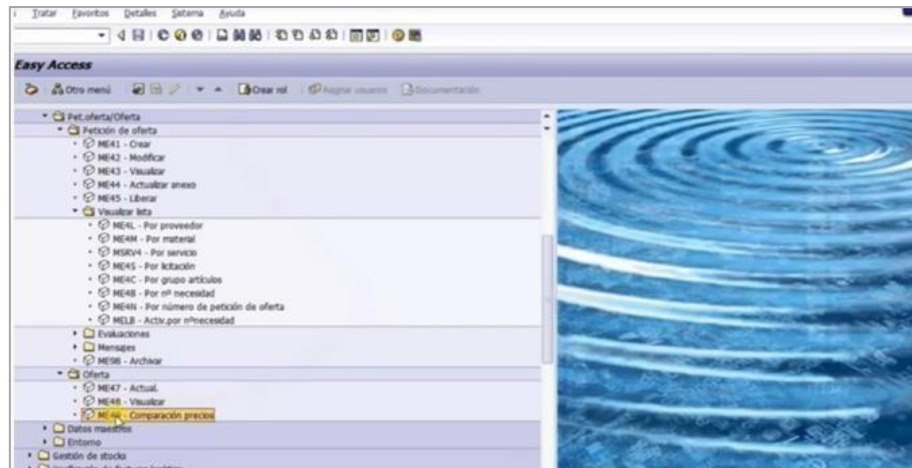 Tratar Favoritos Detalles Sistema Ayuda
Easy Access
Otro menú Crear rol Asignar usuarios Documentación
Pet.oferta/Oferta
Petición de oferta
ME41 - Crear
ME42 - Modificar
ME43 - Visualizar
ME44 - Actualizar anexo
ME45 - Liberar
Visualizar lista
ME4L - Por proveedor
ME4M - Por material
MSRV4 - Por servicio
ME4S - Por licitación
ME4C - Por grupo artículos
ME4B - Por nº necesidad
ME4N - Por número de petición de oferta
MELB - Activ.por nºnecesidad
Evaluaciones
Mensajes
ME98 - Archivar
Oferta
ME47 - Actual.
ME48 - Visualizar
ME49 - Comparación precios
Datos maestros
Entorno
Gestión de stocks